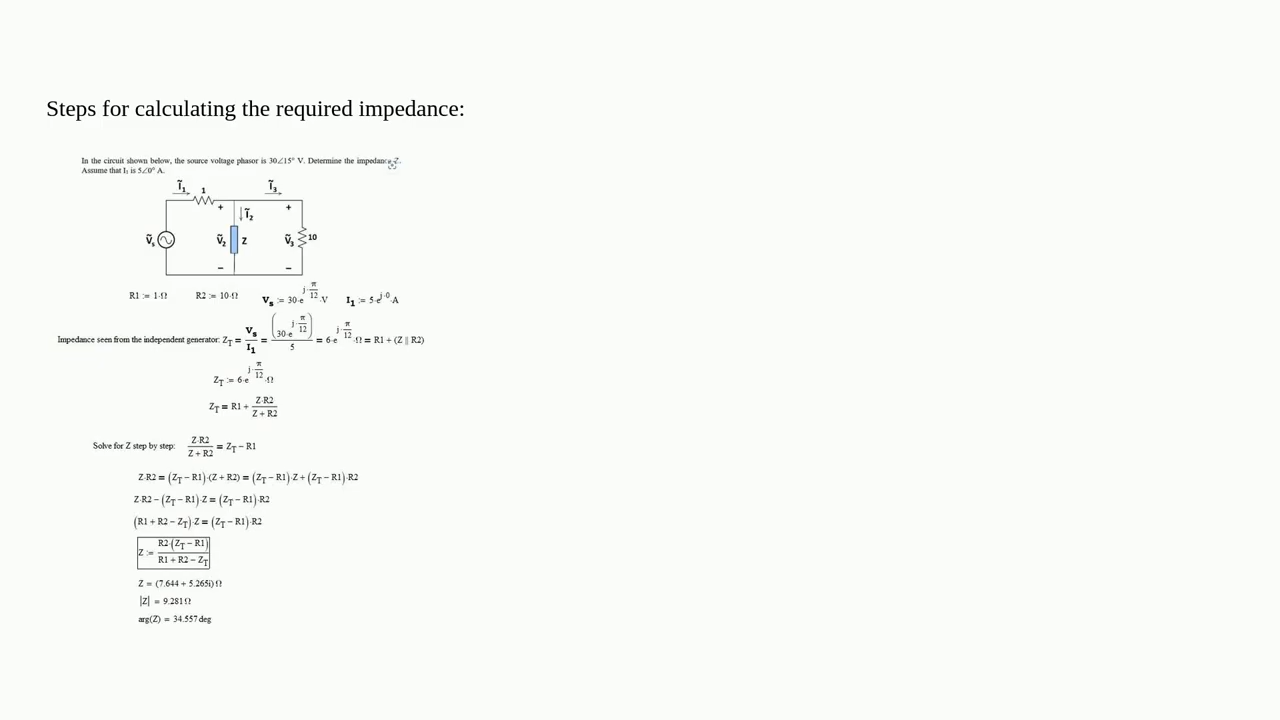 Steps for calculating the required impedance:
In the circuit shown below, the source voltage phasor is 30∠15° V. Determine the impedance Z.
Assume that I₁ is 5∠0° A.
Ĩ₁ 1 Ĩ₃
+ Ĩ₂ +
Ṽₛ Ṽ₂ Z Ṽ₃ 10
− −
R1 := 1·Ω R2 := 10·Ω Vₛ := 30·e^(j·π/12)·V I₁ := 5·e^(j·0)·A
Impedance seen from the independent generator: Z_T = Vₛ/I₁ = (30·e^(j·π/12))/5 = 6·e^(j·π/12)·Ω = R1 + (Z || R2)
Z_T := 6·e^(j·π/12)·Ω
Z_T = R1 + Z·R2/(Z + R2)
Solve for Z step by step: Z·R2/(Z + R2) = Z_T − R1
Z·R2 = (Z_T − R1)·(Z + R2) = (Z_T − R1)·Z + (Z_T − R1)·R2
Z·R2 − (Z_T − R1)·Z = (Z_T − R1)·R2
(R1 + R2 − Z_T)·Z = (Z_T − R1)·R2
Z := R2·(Z_T − R1)/(R1 + R2 − Z_T)
Z = (7.644 + 5.265i) Ω
|Z| = 9.281 Ω
arg(Z) = 34.557 deg